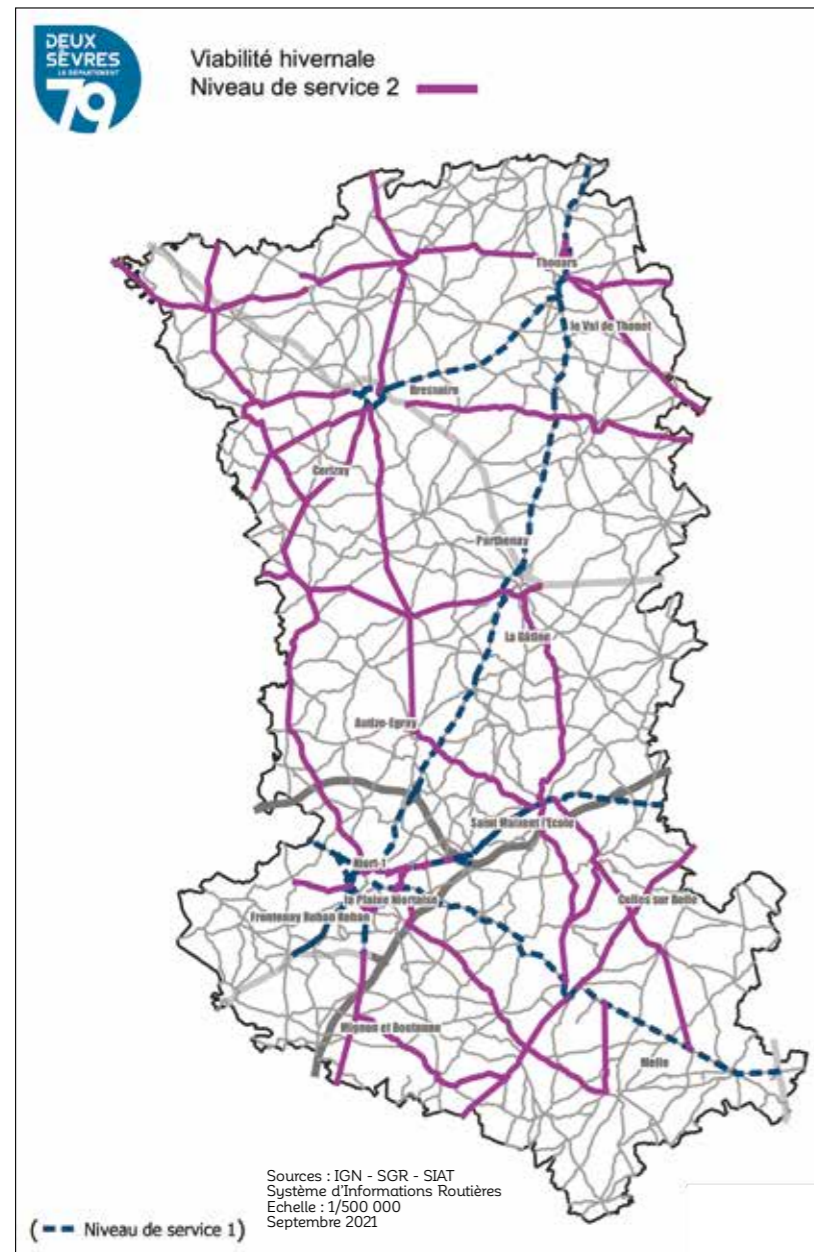 DEUX
SÈVRES
LE DÉPARTEMENT
79
Viabilité hivernale
Niveau de service 2
Thouars
le Val de Thouet
Bressuire
Cerizay
Parthenay
La Gâtine
Autize-Egray
Saint Maixent l'Ecole
Niort-1
la Plaine Niortaise
Celles sur Belle
Frontenay Rohan Rohan
Mignon et Boutonne
Melle
Sources : IGN - SGR - SIAT
Système d'Informations Routières
Echelle : 1/500 000
Septembre 2021
( Niveau de service 1)